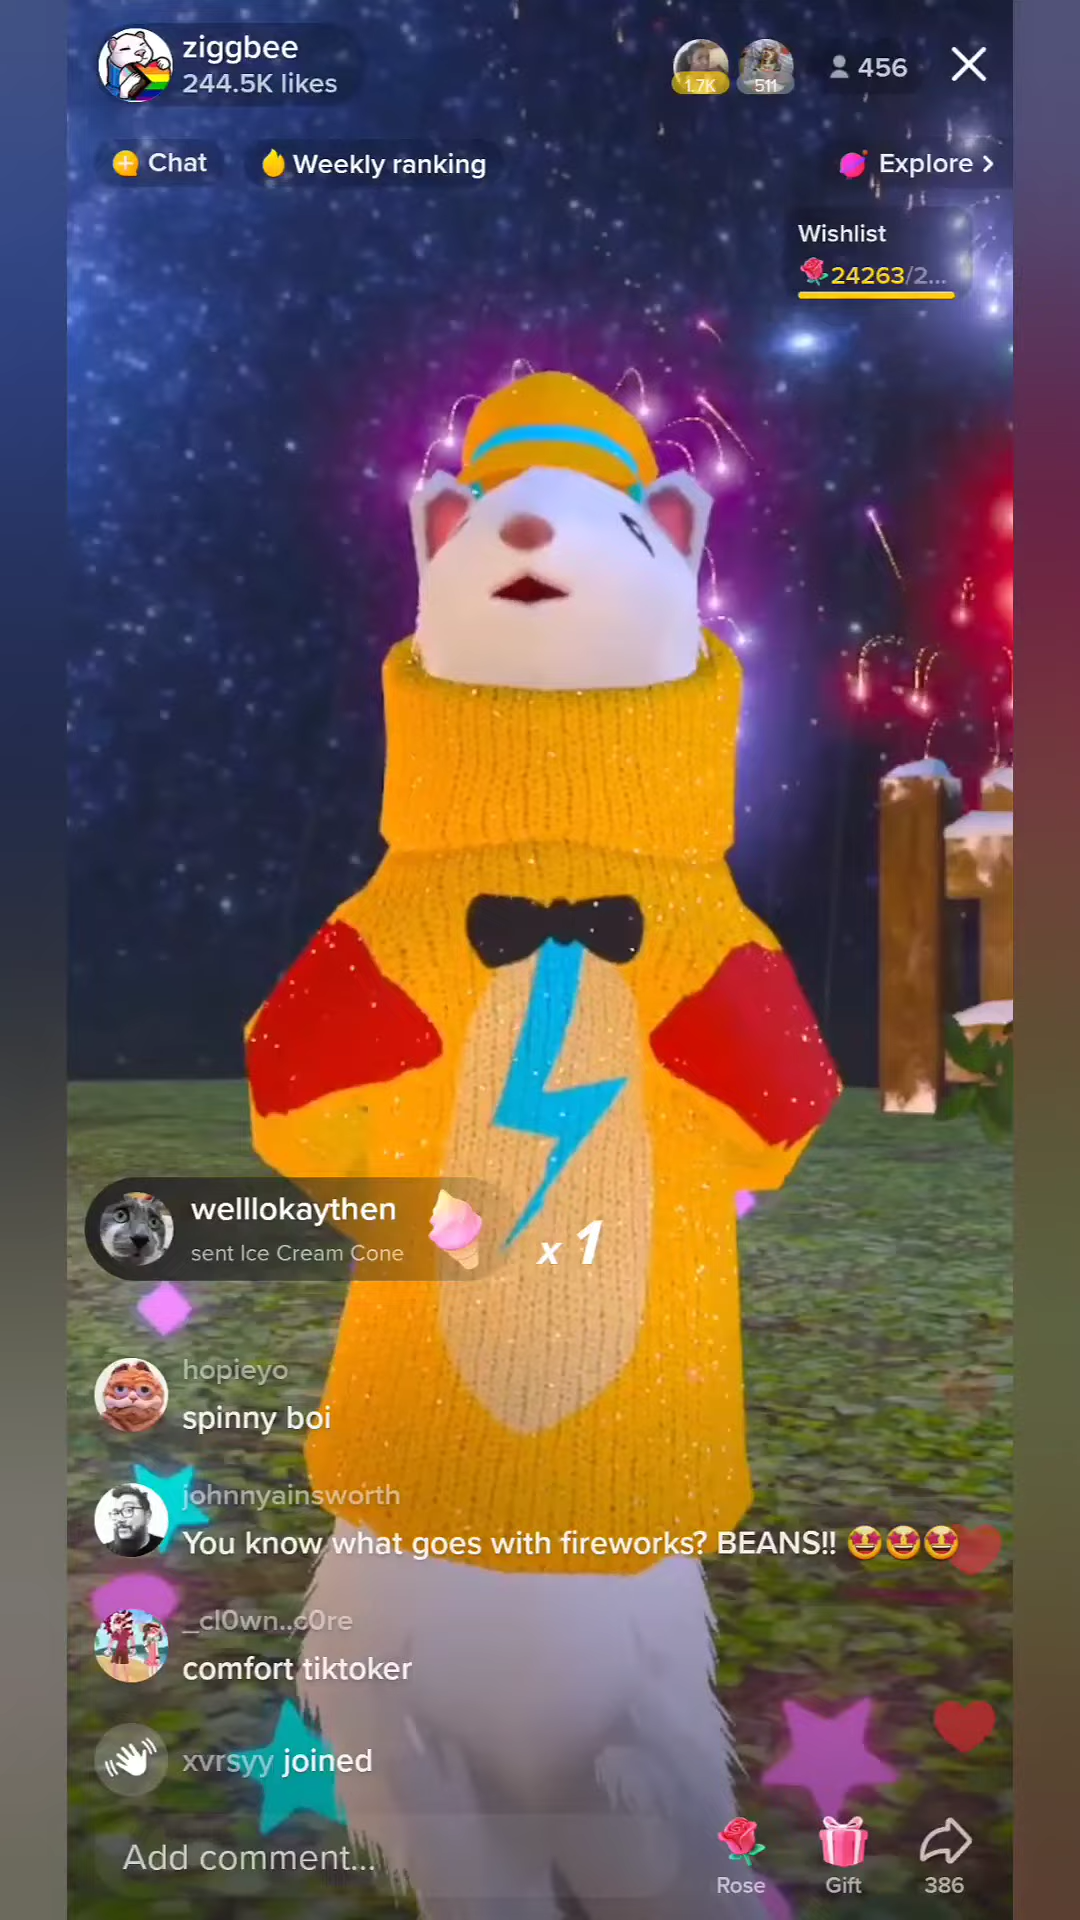 ziggbee
244.5K likes
1.7K
511
456
Chat
Weekly ranking
Explore
Wishlist
24263/2...
welllokaythen
sent Ice Cream Cone
x 1
hopieyo
spinny boi
johnnyainsworth
You know what goes with fireworks? BEANS!! 🤩🤩🤩
_cl0wn..c0re
comfort tiktoker
xvrsyy joined
Add comment...
Rose
Gift
386